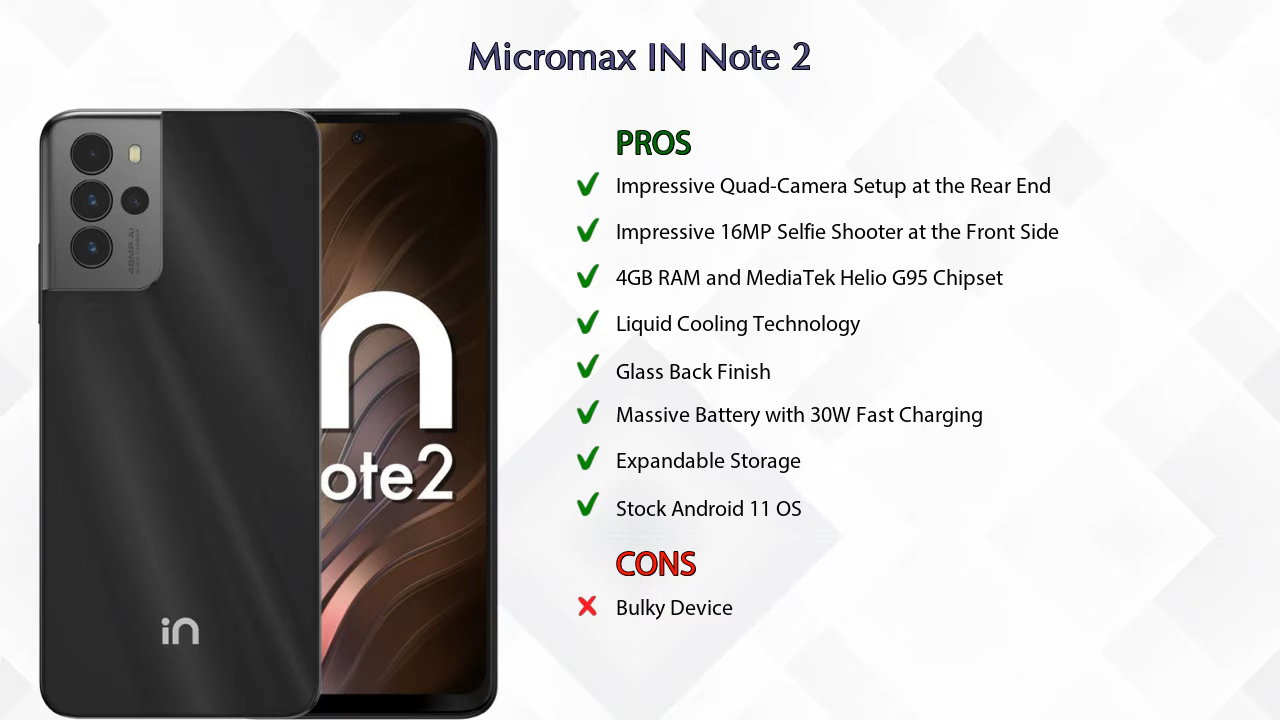 Micromax IN Note 2
PROS
Impressive Quad-Camera Setup at the Rear End
Impressive 16MP Selfie Shooter at the Front Side
4GB RAM and MediaTek Helio G95 Chipset
Liquid Cooling Technology
Glass Back Finish
Massive Battery with 30W Fast Charging
Expandable Storage
Stock Android 11 OS
CONS
Bulky Device
48MP AI
n
ote2
in